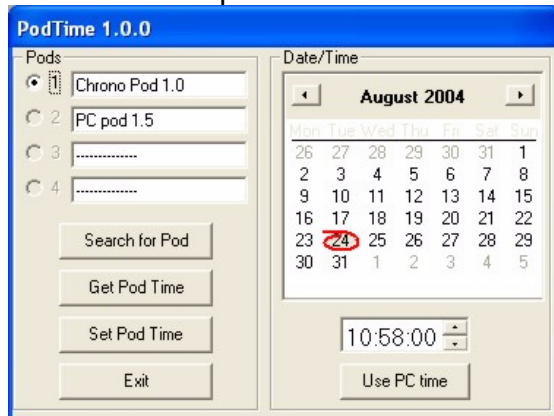 PodTime 1.0.0
Pods
1 Chrono Pod 1.0
2 PC pod 1.5
3 -------------
4 -------------
Search for Pod
Get Pod Time
Set Pod Time
Exit
Date/Time
August 2004
Mon Tue Wed Thu Fri Sat Sun
26 27 28 29 30 31 1
2 3 4 5 6 7 8
9 10 11 12 13 14 15
16 17 18 19 20 21 22
23 24 25 26 27 28 29
30 31 1 2 3 4 5
10:58:00
Use PC time